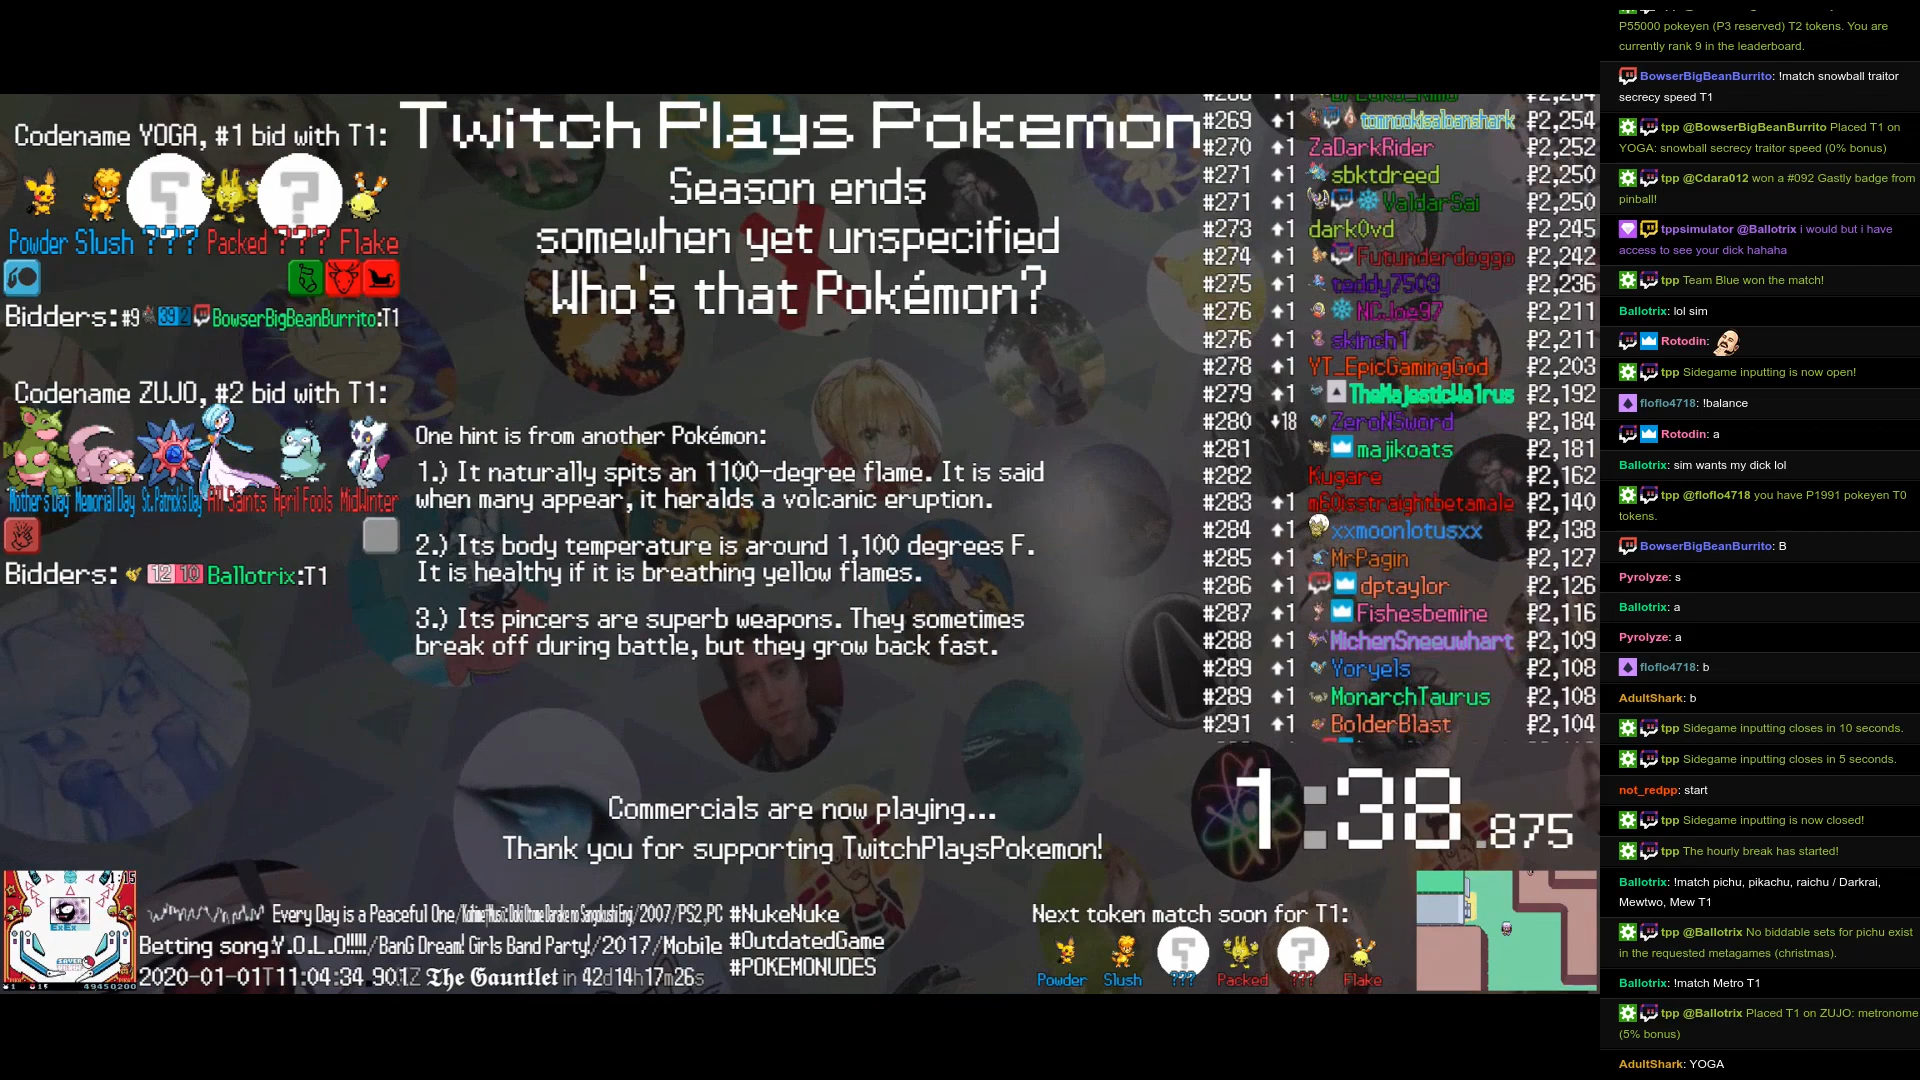 Twitch Plays Pokemon
Season ends
somewhen yet unspecified
Who's that Pokémon?
Codename YOGA, #1 bid with T1:
Powder Slush ??? Packed ??? Flake
Bidders: #9 39 2 BowserBigBeanBurrito:T1
Codename ZUJO, #2 bid with T1:
Mother's Day Memorial Day St.Patrick's Day All Saints April Fools MidWinter
Bidders: 12 10 Ballotrix:T1
One hint is from another Pokémon:
1.) It naturally spits an 1100-degree flame. It is said
when many appear, it heralds a volcanic eruption.
2.) Its body temperature is around 1,100 degrees F.
It is healthy if it is breathing yellow flames.
3.) Its pincers are superb weapons. They sometimes
break off during battle, but they grow back fast.
Commercials are now playing...
Thank you for supporting TwitchPlaysPokemon!
#269 1 tomnookisaloanshark ₽2,254
#270 1 ZaDarkRider ₽2,252
#271 1 sbktdreed ₽2,250
#271 1 ValdarSai ₽2,250
#273 1 dark0vd ₽2,245
#274 1 Futunderdoggo ₽2,242
#275 1 teddy7503 ₽2,236
#276 1 NCJoe97 ₽2,211
#276 1 skinch1 ₽2,211
#278 1 YT_EpicGamingGod ₽2,203
#279 1 TheMajesticWa1rus ₽2,192
#280 18 ZeroNSword ₽2,184
#281 majikoats ₽2,181
#282 Kugare ₽2,162
#283 1 m80isstraightbetamale ₽2,140
#284 1 xxmoonlotusxx ₽2,138
#285 1 MrPagin ₽2,127
#286 1 dptaylor ₽2,126
#287 1 Fishesbemine ₽2,116
#288 1 MichenSneeuwhart ₽2,109
#289 1 Yoryels ₽2,108
#289 1 MonarchTaurus ₽2,108
#291 1 BolderBlast ₽2,104
1:38.875
1:15
ExEx
49450200
Every Day is a Peaceful One/ /2007/PS2,PC
Betting song: Y.O.L.O!!!!!/BanG Dream! Girls Band Party!/2017/Mobile
2020-01-01T11:04:34.901Z The Gauntlet in 42d14h17m26s
#NukeNuke
#OutdatedGame
#POKEMONUDES
Next token match soon for T1:
Powder Slush ??? Packed ??? Flake
P55000 pokeyen (P3 reserved) T2 tokens. You are
currently rank 9 in the leaderboard.
BowserBigBeanBurrito: !match snowball traitor
secrecy speed T1
tpp @BowserBigBeanBurrito Placed T1 on
YOGA: snowball secrecy traitor speed (0% bonus)
tpp @Cdara012 won a #092 Gastly badge from
pinball!
tppsimulator @Ballotrix i would but i have
access to see your dick hahaha
tpp Team Blue won the match!
Ballotrix: lol sim
Rotodin:
tpp Sidegame inputting is now open!
floflo4718: !balance
Rotodin: a
Ballotrix: sim wants my dick lol
tpp @floflo4718 you have P1991 pokeyen T0
tokens.
BowserBigBeanBurrito: B
Pyrolyze: s
Ballotrix: a
Pyrolyze: a
floflo4718: b
AdultShark: b
tpp Sidegame inputting closes in 10 seconds.
tpp Sidegame inputting closes in 5 seconds.
not_redpp: start
tpp Sidegame inputting is now closed!
tpp The hourly break has started!
Ballotrix: !match pichu, pikachu, raichu / Darkrai,
Mewtwo, Mew T1
tpp @Ballotrix No biddable sets for pichu exist
in the requested metagames (christmas).
Ballotrix: !match Metro T1
tpp @Ballotrix Placed T1 on ZUJO: metronome
(5% bonus)
AdultShark: YOGA